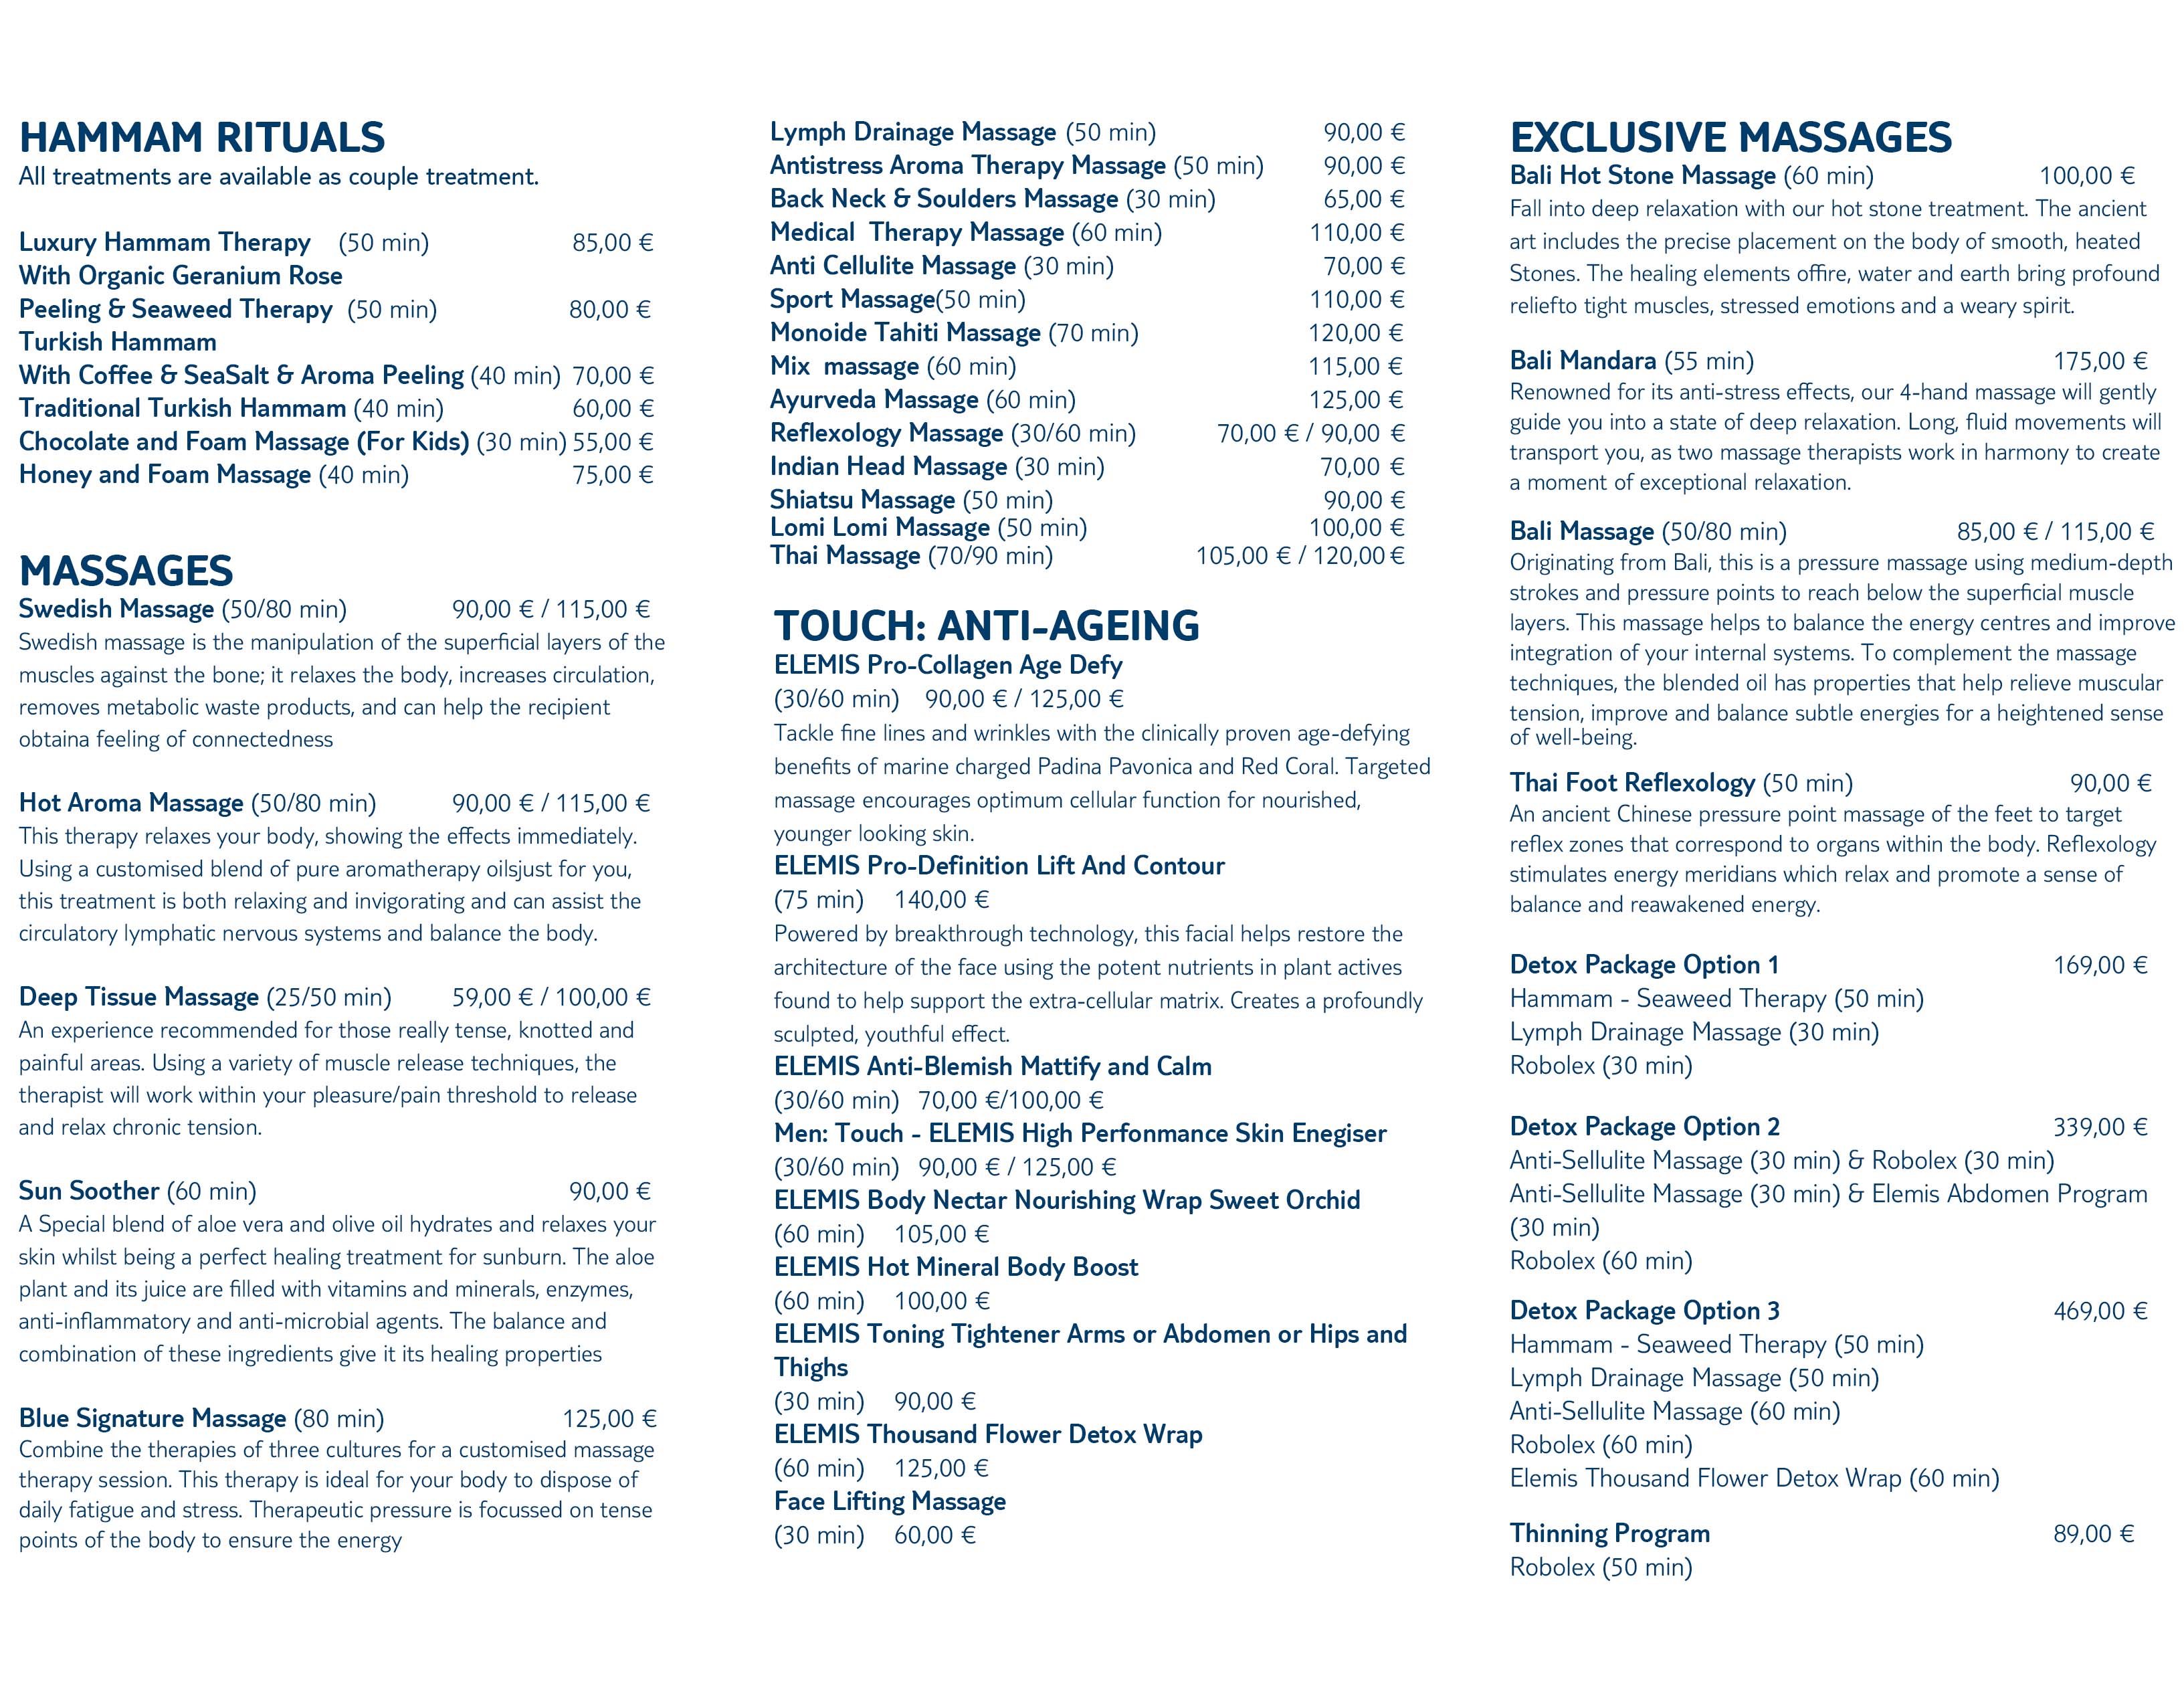 HAMMAM RITUALS
All treatments are available as couple treatment.
Luxury Hammam Therapy (50 min) 85,00 €
With Organic Geranium Rose
Peeling & Seaweed Therapy (50 min) 80,00 €
Turkish Hammam
With Coffee & SeaSalt & Aroma Peeling (40 min) 70,00 €
Traditional Turkish Hammam (40 min) 60,00 €
Chocolate and Foam Massage (For Kids) (30 min) 55,00 €
Honey and Foam Massage (40 min) 75,00 €
MASSAGES
Swedish Massage (50/80 min) 90,00 € / 115,00 €
Swedish massage is the manipulation of the superficial layers of the
muscles against the bone; it relaxes the body, increases circulation,
removes metabolic waste products, and can help the recipient
obtaina feeling of connectedness
Hot Aroma Massage (50/80 min) 90,00 € / 115,00 €
This therapy relaxes your body, showing the effects immediately.
Using a customised blend of pure aromatherapy oilsjust for you,
this treatment is both relaxing and invigorating and can assist the
circulatory lymphatic nervous systems and balance the body.
Deep Tissue Massage (25/50 min) 59,00 € / 100,00 €
An experience recommended for those really tense, knotted and
painful areas. Using a variety of muscle release techniques, the
therapist will work within your pleasure/pain threshold to release
and relax chronic tension.
Sun Soother (60 min) 90,00 €
A Special blend of aloe vera and olive oil hydrates and relaxes your
skin whilst being a perfect healing treatment for sunburn. The aloe
plant and its juice are filled with vitamins and minerals, enzymes,
anti-inflammatory and anti-microbial agents. The balance and
combination of these ingredients give it its healing properties
Blue Signature Massage (80 min) 125,00 €
Combine the therapies of three cultures for a customised massage
therapy session. This therapy is ideal for your body to dispose of
daily fatigue and stress. Therapeutic pressure is focussed on tense
points of the body to ensure the energy
Lymph Drainage Massage (50 min) 90,00 €
Antistress Aroma Therapy Massage (50 min) 90,00 €
Back Neck & Soulders Massage (30 min) 65,00 €
Medical Therapy Massage (60 min) 110,00 €
Anti Cellulite Massage (30 min) 70,00 €
Sport Massage(50 min) 110,00 €
Monoide Tahiti Massage (70 min) 120,00 €
Mix massage (60 min) 115,00 €
Ayurveda Massage (60 min) 125,00 €
Reflexology Massage (30/60 min) 70,00 € / 90,00 €
Indian Head Massage (30 min) 70,00 €
Shiatsu Massage (50 min) 90,00 €
Lomi Lomi Massage (50 min) 100,00 €
Thai Massage (70/90 min) 105,00 € / 120,00 €
TOUCH: ANTI-AGEING
ELEMIS Pro-Collagen Age Defy
(30/60 min) 90,00 € / 125,00 €
Tackle fine lines and wrinkles with the clinically proven age-defying
benefits of marine charged Padina Pavonica and Red Coral. Targeted
massage encourages optimum cellular function for nourished,
younger looking skin.
ELEMIS Pro-Definition Lift And Contour
(75 min) 140,00 €
Powered by breakthrough technology, this facial helps restore the
architecture of the face using the potent nutrients in plant actives
found to help support the extra-cellular matrix. Creates a profoundly
sculpted, youthful effect.
ELEMIS Anti-Blemish Mattify and Calm
(30/60 min) 70,00 €/100,00 €
Men: Touch - ELEMIS High Perfonmance Skin Enegiser
(30/60 min) 90,00 € / 125,00 €
ELEMIS Body Nectar Nourishing Wrap Sweet Orchid
(60 min) 105,00 €
ELEMIS Hot Mineral Body Boost
(60 min) 100,00 €
ELEMIS Toning Tightener Arms or Abdomen or Hips and
Thighs
(30 min) 90,00 €
ELEMIS Thousand Flower Detox Wrap
(60 min) 125,00 €
Face Lifting Massage
(30 min) 60,00 €
EXCLUSIVE MASSAGES
Bali Hot Stone Massage (60 min) 100,00 €
Fall into deep relaxation with our hot stone treatment. The ancient
art includes the precise placement on the body of smooth, heated
Stones. The healing elements offire, water and earth bring profound
reliefto tight muscles, stressed emotions and a weary spirit.
Bali Mandara (55 min) 175,00 €
Renowned for its anti-stress effects, our 4-hand massage will gently
guide you into a state of deep relaxation. Long, fluid movements will
transport you, as two massage therapists work in harmony to create
a moment of exceptional relaxation.
Bali Massage (50/80 min) 85,00 € / 115,00 €
Originating from Bali, this is a pressure massage using medium-depth
strokes and pressure points to reach below the superficial muscle
layers. This massage helps to balance the energy centres and improve
integration of your internal systems. To complement the massage
techniques, the blended oil has properties that help relieve muscular
tension, improve and balance subtle energies for a heightened sense
of well-being.
Thai Foot Reflexology (50 min) 90,00 €
An ancient Chinese pressure point massage of the feet to target
reflex zones that correspond to organs within the body. Reflexology
stimulates energy meridians which relax and promote a sense of
balance and reawakened energy.
Detox Package Option 1 169,00 €
Hammam - Seaweed Therapy (50 min)
Lymph Drainage Massage (30 min)
Robolex (30 min)
Detox Package Option 2 339,00 €
Anti-Sellulite Massage (30 min) & Robolex (30 min)
Anti-Sellulite Massage (30 min) & Elemis Abdomen Program
(30 min)
Robolex (60 min)
Detox Package Option 3 469,00 €
Hammam - Seaweed Therapy (50 min)
Lymph Drainage Massage (50 min)
Anti-Sellulite Massage (60 min)
Robolex (60 min)
Elemis Thousand Flower Detox Wrap (60 min)
Thinning Program 89,00 €
Robolex (50 min)